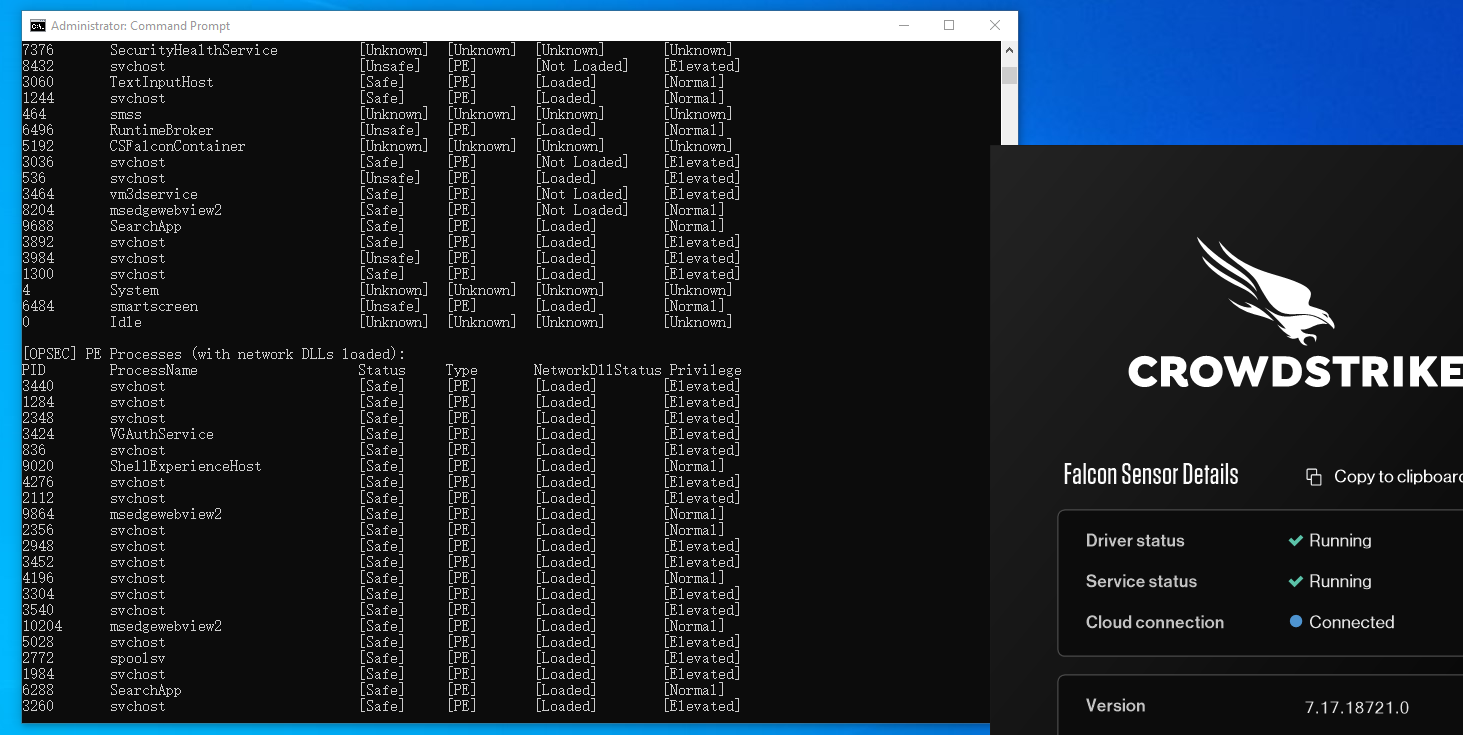 Administrator: Command Prompt
7376 SecurityHealthService [Unknown] [Unknown] [Unknown] [Unknown]
8432 svchost [Unsafe] [PE] [Not Loaded] [Elevated]
3060 TextInputHost [Safe] [PE] [Loaded] [Normal]
1244 svchost [Safe] [PE] [Loaded] [Normal]
464 smss [Unknown] [Unknown] [Unknown] [Unknown]
6496 RuntimeBroker [Unsafe] [PE] [Loaded] [Normal]
5192 CSFalconContainer [Unknown] [Unknown] [Unknown] [Unknown]
3036 svchost [Safe] [PE] [Not Loaded] [Elevated]
536 svchost [Unsafe] [PE] [Loaded] [Elevated]
3464 vm3dservice [Safe] [PE] [Not Loaded] [Elevated]
8204 msedgewebview2 [Safe] [PE] [Not Loaded] [Normal]
9688 SearchApp [Safe] [PE] [Loaded] [Normal]
3892 svchost [Safe] [PE] [Loaded] [Elevated]
3984 svchost [Unsafe] [PE] [Loaded] [Elevated]
1300 svchost [Safe] [PE] [Loaded] [Elevated]
4 System [Unknown] [Unknown] [Unknown] [Unknown]
6484 smartscreen [Unsafe] [PE] [Loaded] [Normal]
0 Idle [Unknown] [Unknown] [Unknown] [Unknown]
[OPSEC] PE Processes (with network DLLs loaded):
PID ProcessName Status Type NetworkDllStatus Privilege
3440 svchost [Safe] [PE] [Loaded] [Elevated]
1284 svchost [Safe] [PE] [Loaded] [Elevated]
2348 svchost [Safe] [PE] [Loaded] [Elevated]
3424 VGAuthService [Safe] [PE] [Loaded] [Elevated]
836 svchost [Safe] [PE] [Loaded] [Elevated]
9020 ShellExperienceHost [Safe] [PE] [Loaded] [Normal]
4276 svchost [Safe] [PE] [Loaded] [Elevated]
2112 svchost [Safe] [PE] [Loaded] [Elevated]
9864 msedgewebview2 [Safe] [PE] [Loaded] [Normal]
2356 svchost [Safe] [PE] [Loaded] [Normal]
2948 svchost [Safe] [PE] [Loaded] [Elevated]
3452 svchost [Safe] [PE] [Loaded] [Elevated]
4196 svchost [Safe] [PE] [Loaded] [Normal]
3304 svchost [Safe] [PE] [Loaded] [Elevated]
3540 svchost [Safe] [PE] [Loaded] [Elevated]
10204 msedgewebview2 [Safe] [PE] [Loaded] [Normal]
5028 svchost [Safe] [PE] [Loaded] [Elevated]
2772 spoolsv [Safe] [PE] [Loaded] [Elevated]
1984 svchost [Safe] [PE] [Loaded] [Elevated]
6288 SearchApp [Safe] [PE] [Loaded] [Normal]
3260 svchost [Safe] [PE] [Loaded] [Elevated]
CROWDSTRIKE
Falcon Sensor Details
Copy to clipboard
Driver status Running
Service status Running
Cloud connection Connected
Version 7.17.18721.0